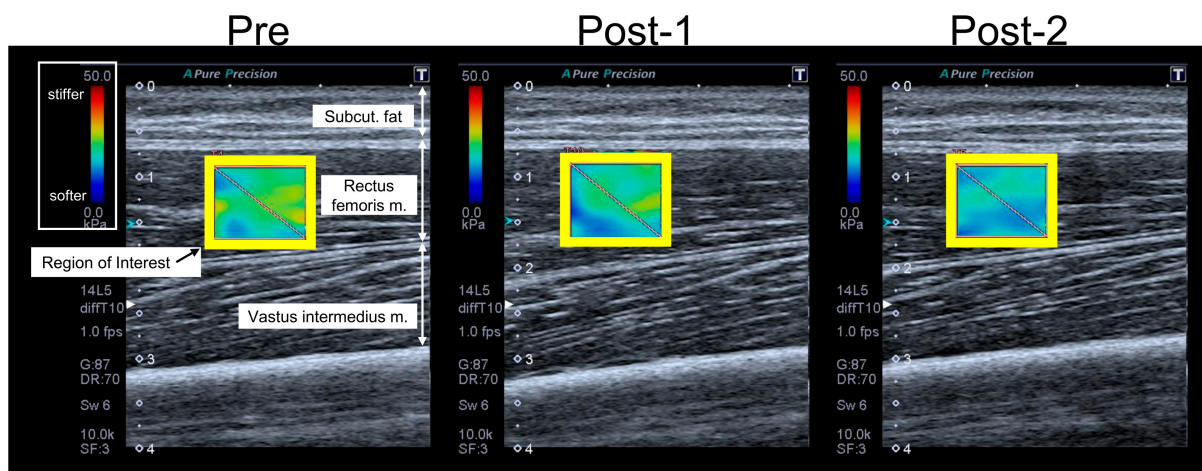 Pre
Post-1
Post-2
50.0
stiffer
softer
0.0
kPa
A Pure Precision
T
0
1
3
4
Subcut. fat
Rectus
femoris m.
Region of Interest
Vastus intermedius m.
14L5
diffT10
1.0 fps
G:87
DR:70
Sw 6
10.0k
SF:3
50.0
0.0
kPa
A Pure Precision
T
0
1
2
3
4
14L5
diffT10
1.0 fps
G:87
DR:70
Sw 6
10.0k
SF:3
50.0
0.0
kPa
A Pure Precision
T
0
1
2
3
4
14L5
diffT10
1.0 fps
G:87
DR:70
Sw 6
10.0k
SF:3